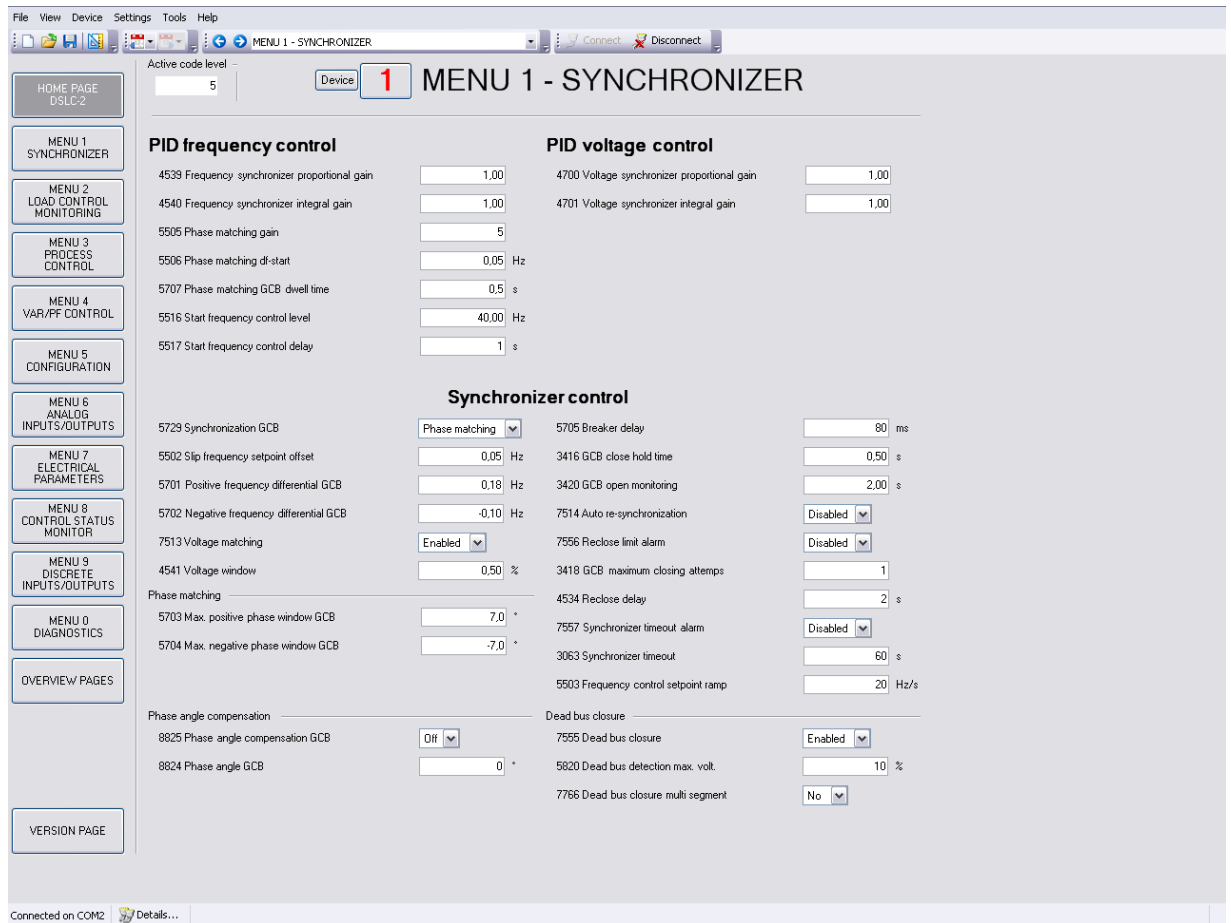 File View Device Settings Tools Help
MENU 1 - SYNCHRONIZER Connect Disconnect
HOME PAGE
DSLC-2
MENU 1
SYNCHRONIZER
MENU 2
LOAD CONTROL
MONITORING
MENU 3
PROCESS
CONTROL
MENU 4
VAR/PF CONTROL
MENU 5
CONFIGURATION
MENU 6
ANALOG
INPUTS/OUTPUTS
MENU 7
ELECTRICAL
PARAMETERS
MENU 8
CONTROL STATUS
MONITOR
MENU 9
DISCRETE
INPUTS/OUTPUTS
MENU 0
DIAGNOSTICS
OVERVIEW PAGES
VERSION PAGE
Active code level
5
Device 1 MENU 1 - SYNCHRONIZER
PID frequency control
4539 Frequency synchronizer proportional gain 1,00
4540 Frequency synchronizer integral gain 1,00
5505 Phase matching gain 5
5506 Phase matching df-start 0,05 Hz
5707 Phase matching GCB dwell time 0,5 s
5516 Start frequency control level 40,00 Hz
5517 Start frequency control delay 1 s
PID voltage control
4700 Voltage synchronizer proportional gain 1,00
4701 Voltage synchronizer integral gain 1,00
Synchronizer control
5729 Synchronization GCB Phase matching
5502 Slip frequency setpoint offset 0,05 Hz
5701 Positive frequency differential GCB 0,18 Hz
5702 Negative frequency differential GCB -0,10 Hz
7513 Voltage matching Enabled
4541 Voltage window 0,50 %
Phase matching
5703 Max. positive phase window GCB 7,0 °
5704 Max. negative phase window GCB -7,0 °
Phase angle compensation
8825 Phase angle compensation GCB Off
8824 Phase angle GCB 0 °
5705 Breaker delay 80 ms
3416 GCB close hold time 0,50 s
3420 GCB open monitoring 2,00 s
7514 Auto re-synchronization Disabled
7556 Reclose limit alarm Disabled
3418 GCB maximum closing attemps 1
4534 Reclose delay 2 s
7557 Synchronizer timeout alarm Disabled
3063 Synchronizer timeout 60 s
5503 Frequency control setpoint ramp 20 Hz/s
Dead bus closure
7555 Dead bus closure Enabled
5820 Dead bus detection max. volt. 10 %
7766 Dead bus closure multi segment No
Connected on COM2 Details...